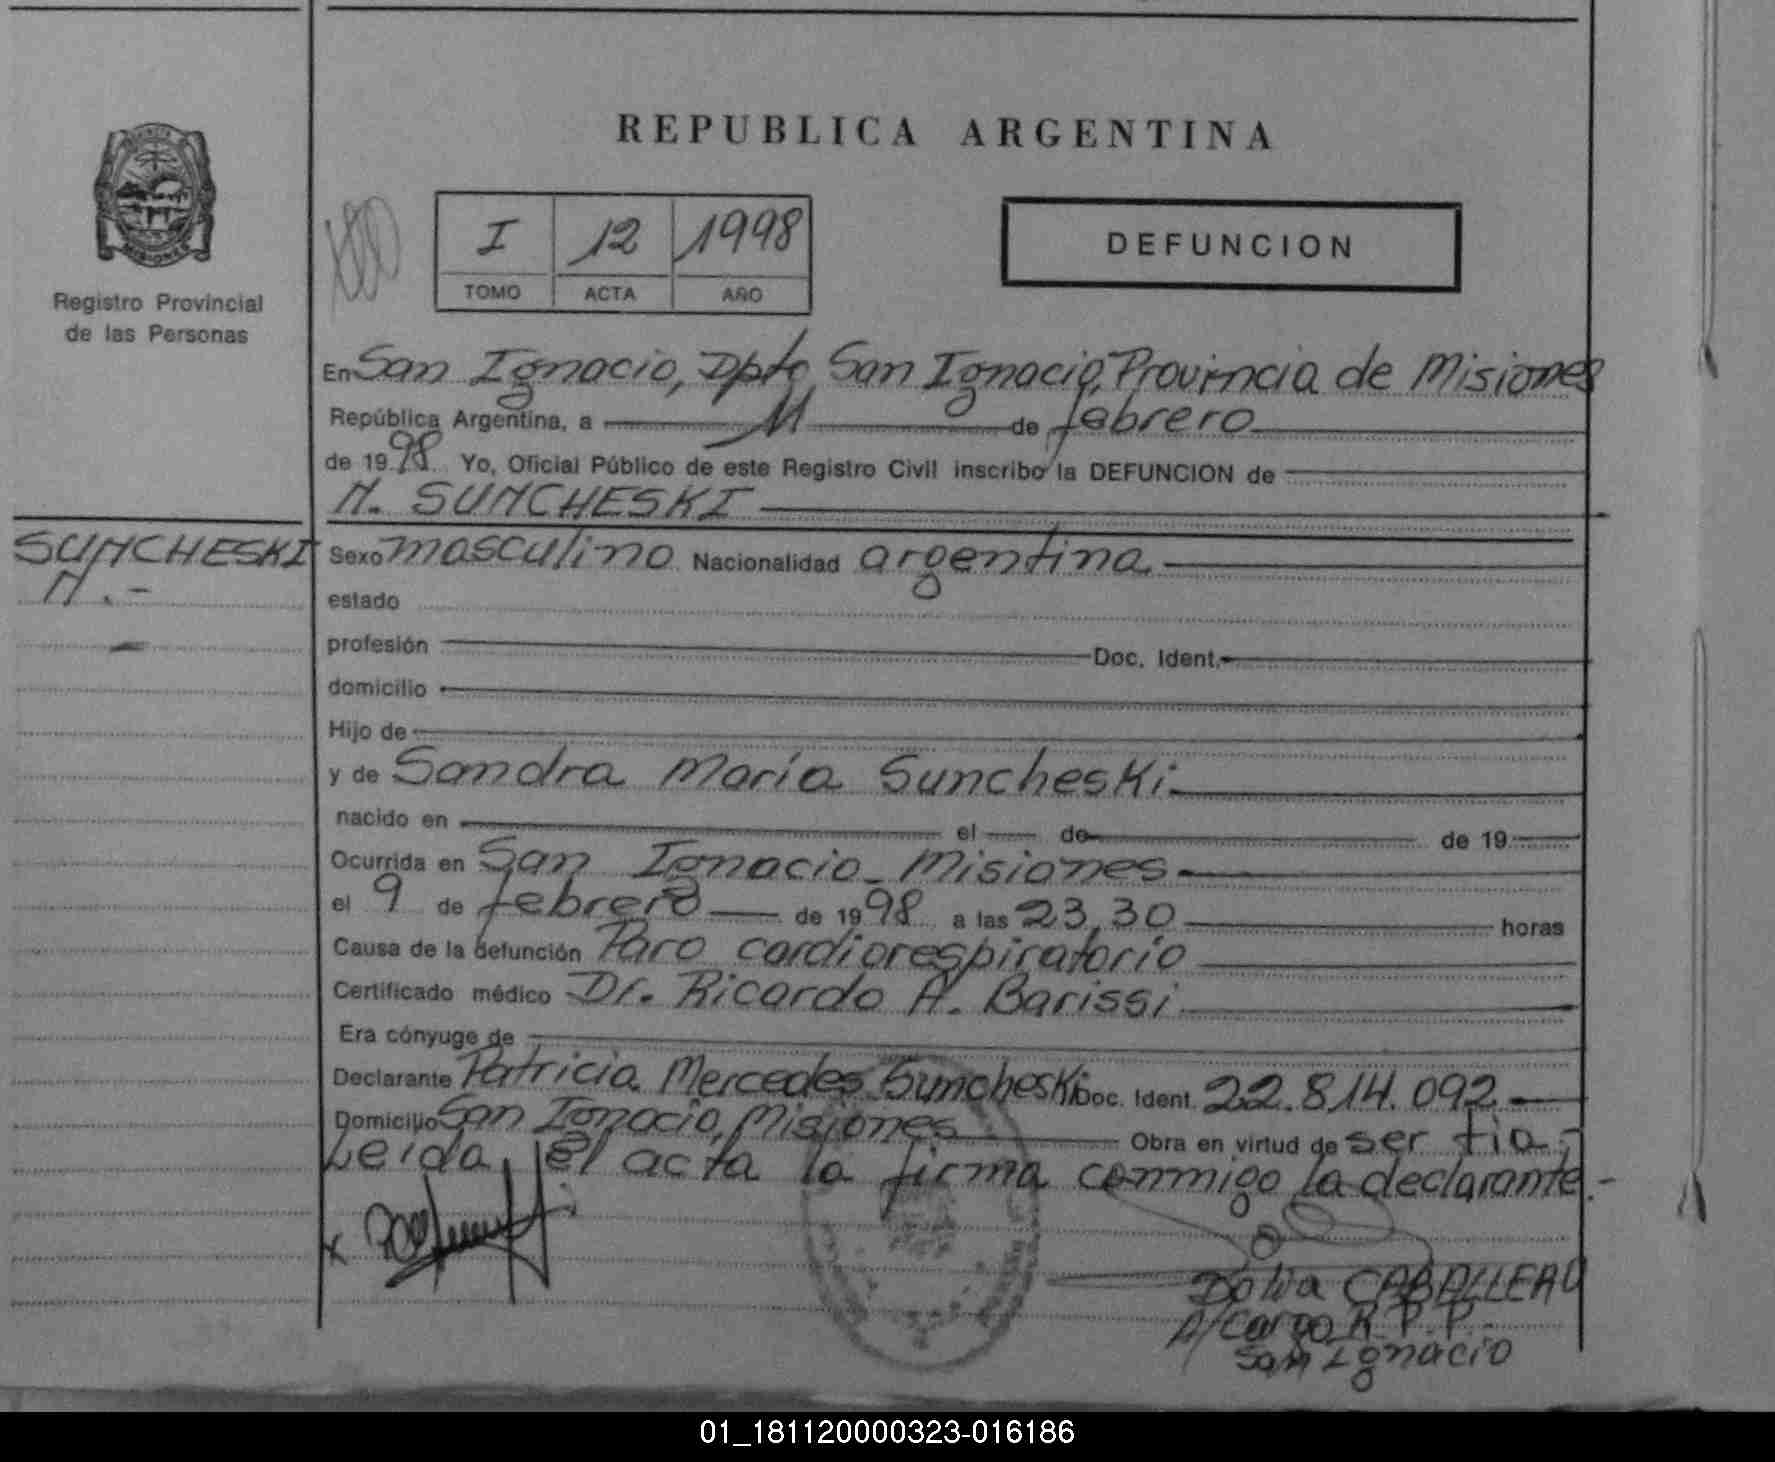 REPUBLICA ARGENTINA
PROVINCIA
MISIONES
Registro Provincial
de las Personas
I 12 1998
TOMO ACTA AÑO
DEFUNCION
En San Ignacio, Dpto San Ignacio, Provincia de Misiones
República Argentina, a 11 de febrero
de 1998 Yo, Oficial Público de este Registro Civil inscribo la DEFUNCION de
N. SUNCHESKI
SUNCHESKI
N.-
Sexo masculino Nacionalidad argentina
estado
profesión Doc. Ident.
domicilio
Hijo de
y de Sandra María Suncheski
nacido en el de de 19
Ocurrida en San Ignacio - Misiones
el 9 de febrero de 1998 a las 23,30 horas
Causa de la defunción Paro cardiorespiratorio
Certificado médico Dr. Ricardo A. Barissi
Era cónyuge de
Declarante Patricia Mercedes Suncheski Doc. Ident. 22.814.092
Domicilio San Ignacio, Misiones Obra en virtud de ser tia.-
Leida el acta la firma conmigo la declarante.-
x
CABALLERO
A/cargo R.P.P.
San Ignacio
01_181120000323-016186